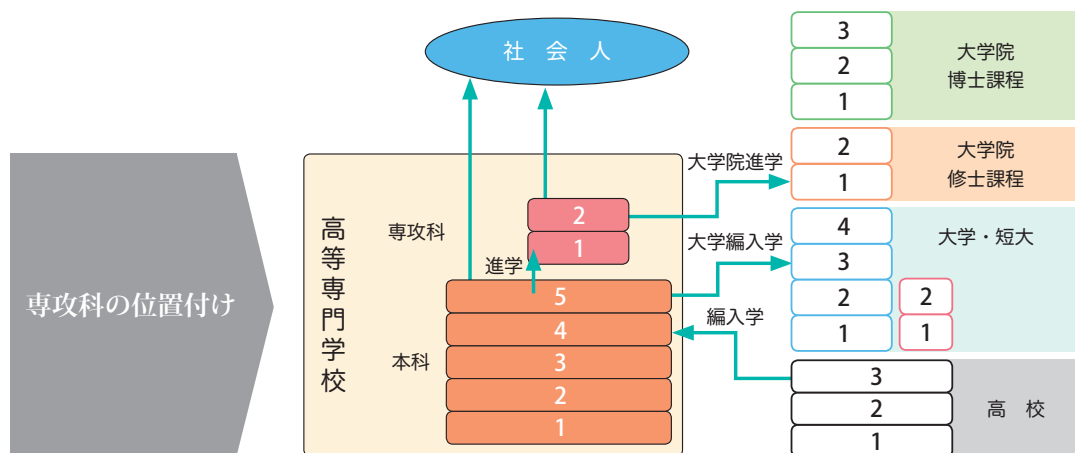 専攻科の位置付け
社 会 人
高等専門学校
専攻科
2
1
進学
本科
5
4
3
2
1
大学院進学
大学編入学
編入学
3
2
1
大学院
博士課程
2
1
大学院
修士課程
4
3
2
1
2
1
大学・短大
3
2
1
高 校